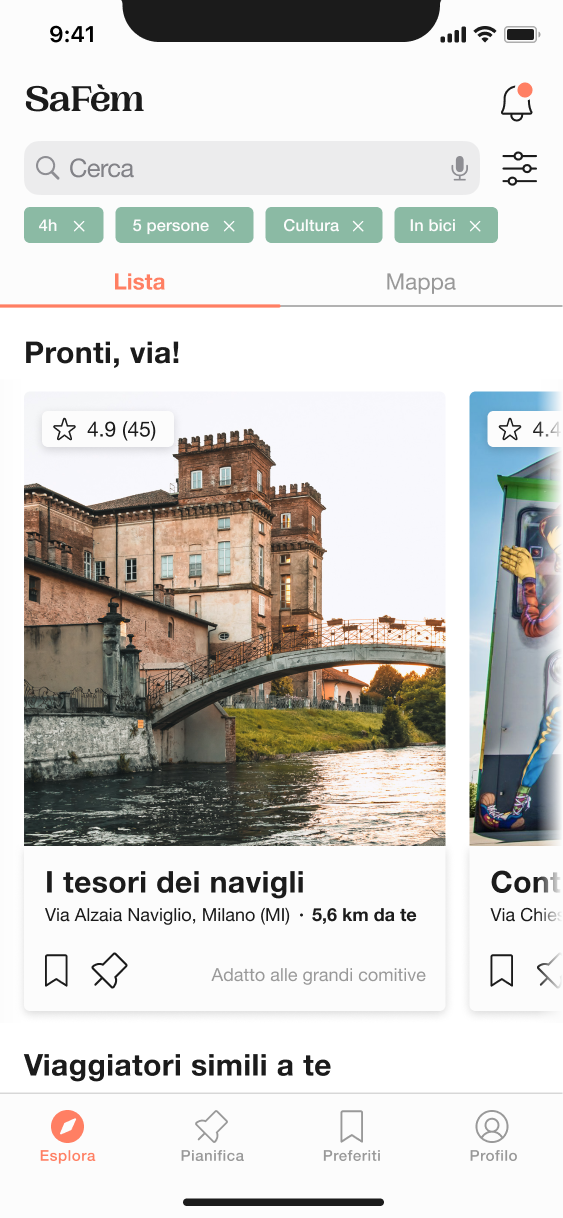 9:41
SaFèm
Cerca
4h
5 persone
Cultura
In bici
Lista
Mappa
Pronti, via!
4.9 (45)
4.4
I tesori dei navigli
Via Alzaia Naviglio, Milano (MI) · 5,6 km da te
Adatto alle grandi comitive
Cont
Via Chies
Viaggiatori simili a te
Esplora
Pianifica
Preferiti
Profilo